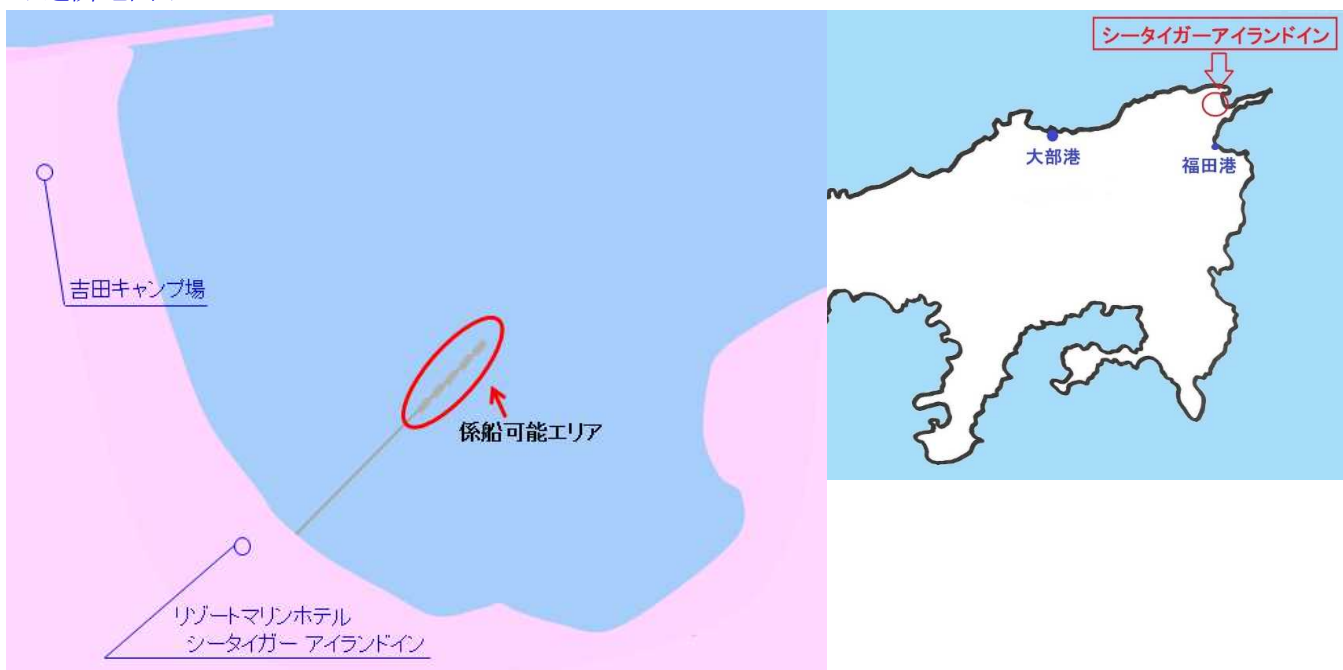 吉田キャンプ場
係船可能エリア
リゾートマリンホテル
シータイガー アイランドイン
シータイガーアイランドイン
大部港
福田港